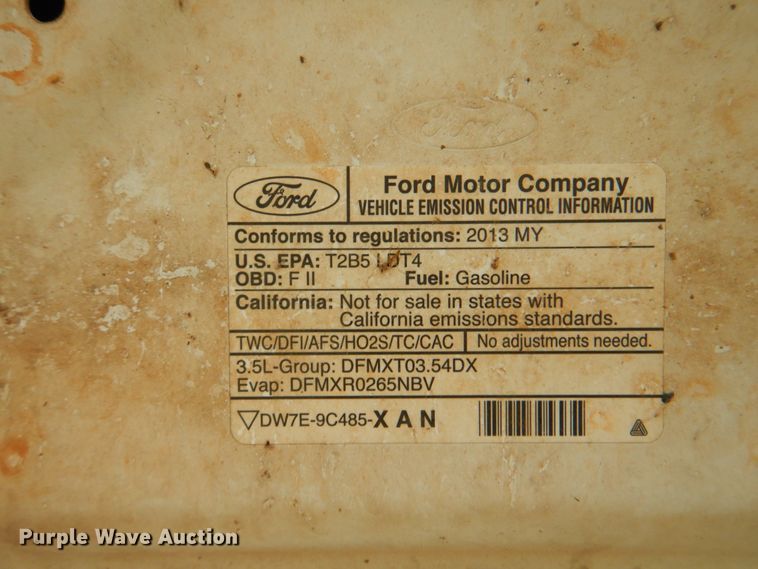 Ford
Ford
Ford Motor Company
VEHICLE EMISSION CONTROL INFORMATION
Conforms to regulations: 2013 MY
U.S. EPA: T2B5 LDT4
OBD: F II Fuel: Gasoline
California: Not for sale in states with
California emissions standards.
TWC/DFI/AFS/HO2S/TC/CAC No adjustments needed.
3.5L-Group: DFMXT03.54DX
Evap: DFMXR0265NBV
DW7E-9C485-X A N
Purple Wave Auction